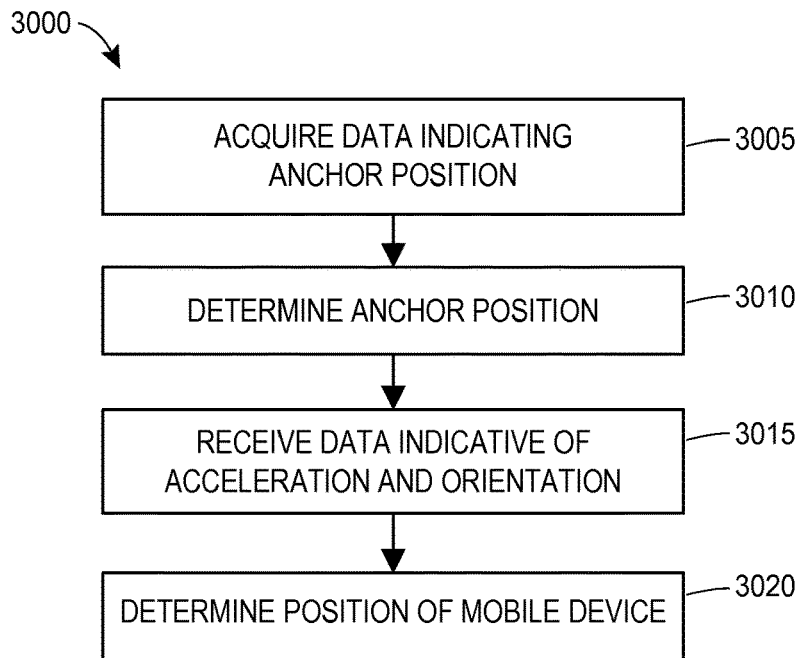 3000
ACQUIRE DATA INDICATING
ANCHOR POSITION
3005
DETERMINE ANCHOR POSITION
3010
RECEIVE DATA INDICATIVE OF
ACCELERATION AND ORIENTATION
3015
DETERMINE POSITION OF MOBILE DEVICE
3020